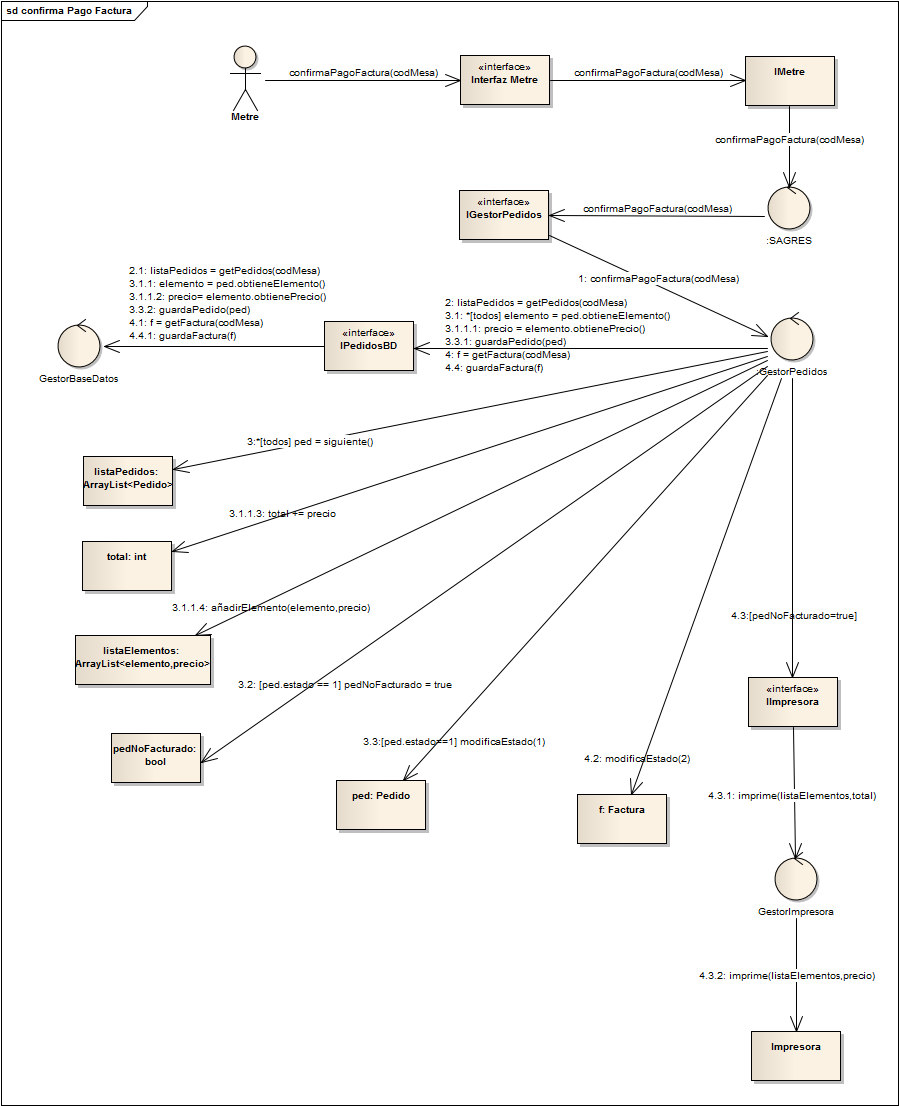 sd confirma Pago Factura
confirmaPagoFactura(codMesa)
«interface»
Interfaz Metre
confirmaPagoFactura(codMesa)
IMetre
Metre
confirmaPagoFactura(codMesa)
«interface»
IGestorPedidos
confirmaPagoFactura(codMesa)
:SAGRES
1: confirmaPagoFactura(codMesa)
2.1: listaPedidos = getPedidos(codMesa)
3.1.1: elemento = ped.obtieneElemento()
3.1.1.2: precio= elemento.obtienePrecio()
3.3.2: guardaPedido(ped)
4.1: f = getFactura(codMesa)
4.4.1: guardaFactura(f)
GestorBaseDatos
«interface»
IPedidosBD
2: listaPedidos = getPedidos(codMesa)
3.1: *[todos] elemento = ped.obtieneElemento()
3.1.1.1: precio = elemento.obtienePrecio()
3.3.1: guardaPedido(ped)
4: f = getFactura(codMesa)
4.4: guardaFactura(f)
:GestorPedidos
3:*[todos] ped = siguiente()
listaPedidos:
ArrayList<Pedido>
3.1.1.3: total += precio
total: int
3.1.1.4: añadirElemento(elemento,precio)
listaElementos:
ArrayList<elemento,precio>
3.2: [ped.estado == 1] pedNoFacturado = true
pedNoFacturado:
bool
3.3:[ped.estado==1] modificaEstado(1)
ped: Pedido
4.2: modificaEstado(2)
f: Factura
4.3:[pedNoFacturado=true]
«interface»
IImpresora
4.3.1: imprime(listaElementos,total)
GestorImpresora
4.3.2: imprime(listaElementos,precio)
Impresora